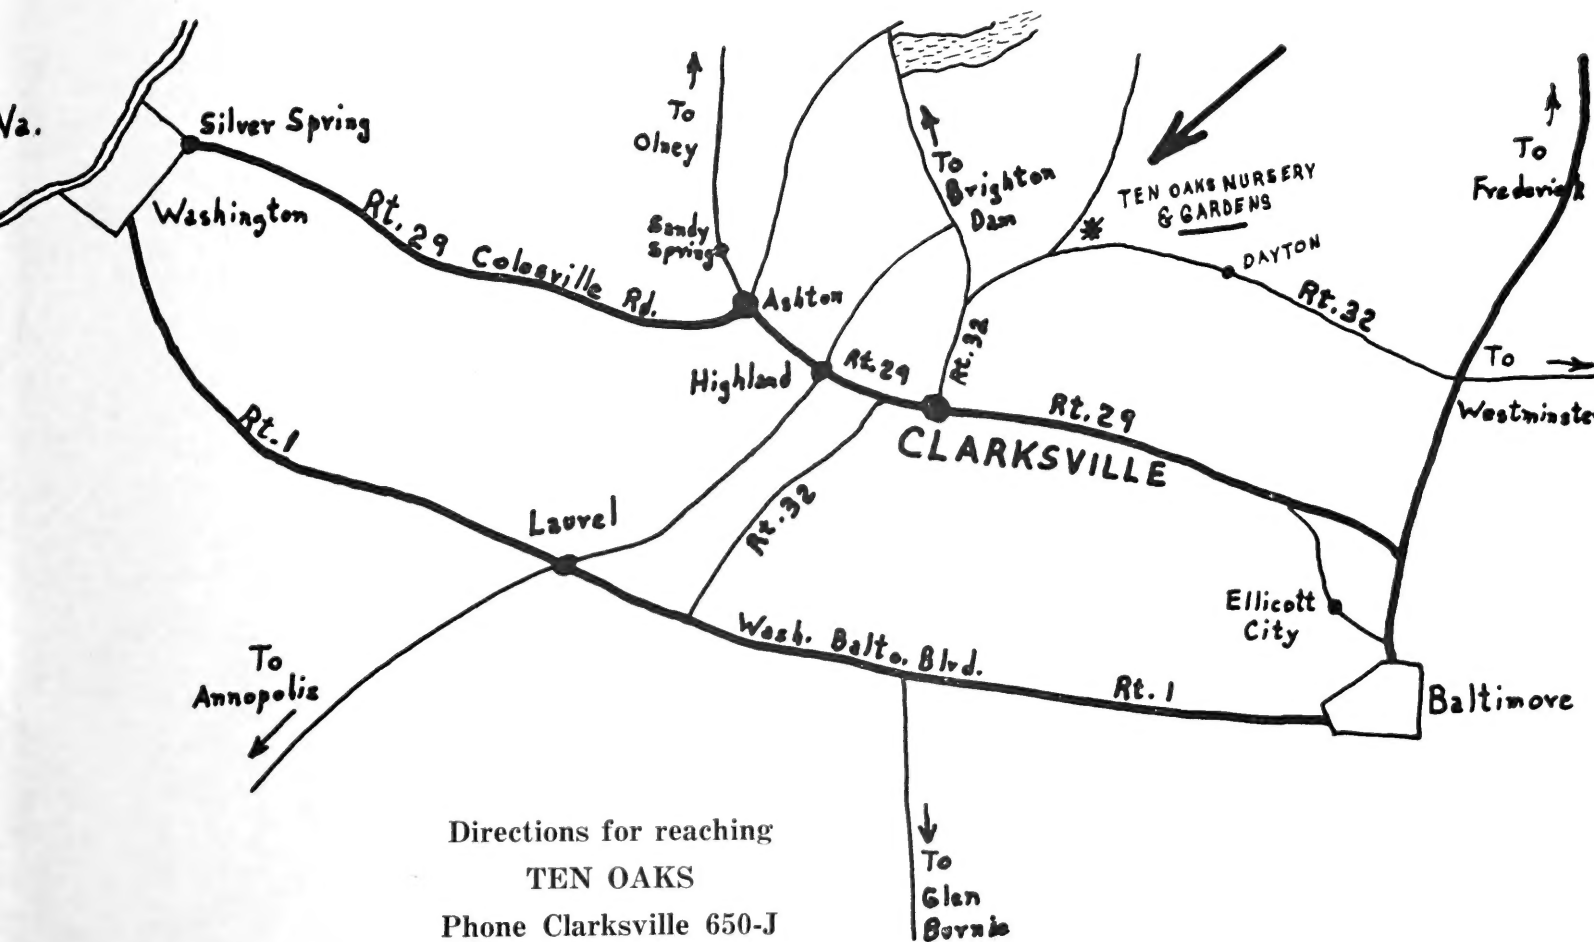 Va.
Silver Spring
Washington
Rt. 29 Colesville Rd.
To
Olney
Sandy
Spring
Ashton
To
Brighton
Dam
TEN OAKS NURSERY
& GARDENS
DAYTON
Rt. 32
To
Frederick
To
Westminster
Highland
Rt. 29
Rt. 32
CLARKSVILLE
Rt. 29
Rt. 1
Laurel
Rt. 32
Ellicott
City
Wash. Balto. Blvd.
Rt. 1
Baltimore
To
Annopolis
To
Glen
Burnie
Directions for reaching
TEN OAKS
Phone Clarksville 650-J